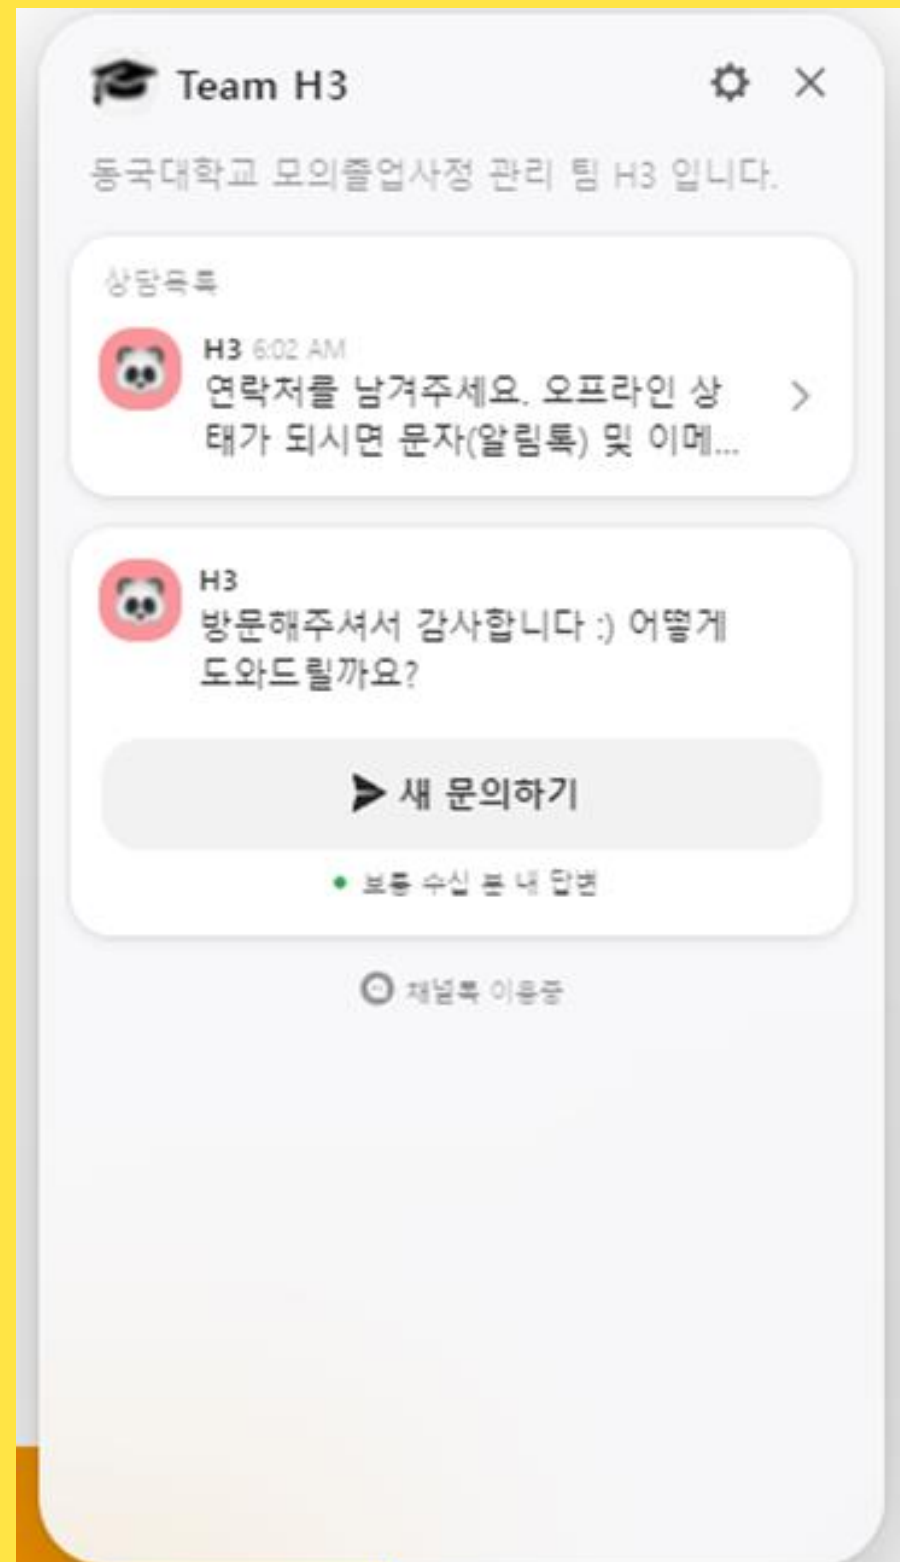 Team H3
동국대학교 모의졸업사정 관리 팀 H3 입니다.
상담목록
H3 6:02 AM
연락처를 남겨주세요. 오프라인 상
태가 되시면 문자(알림톡) 및 이메...
H3
방문해주셔서 감사합니다 :) 어떻게
도와드릴까요?
새 문의하기
보통 수십 분 내 답변
채널톡 이용중